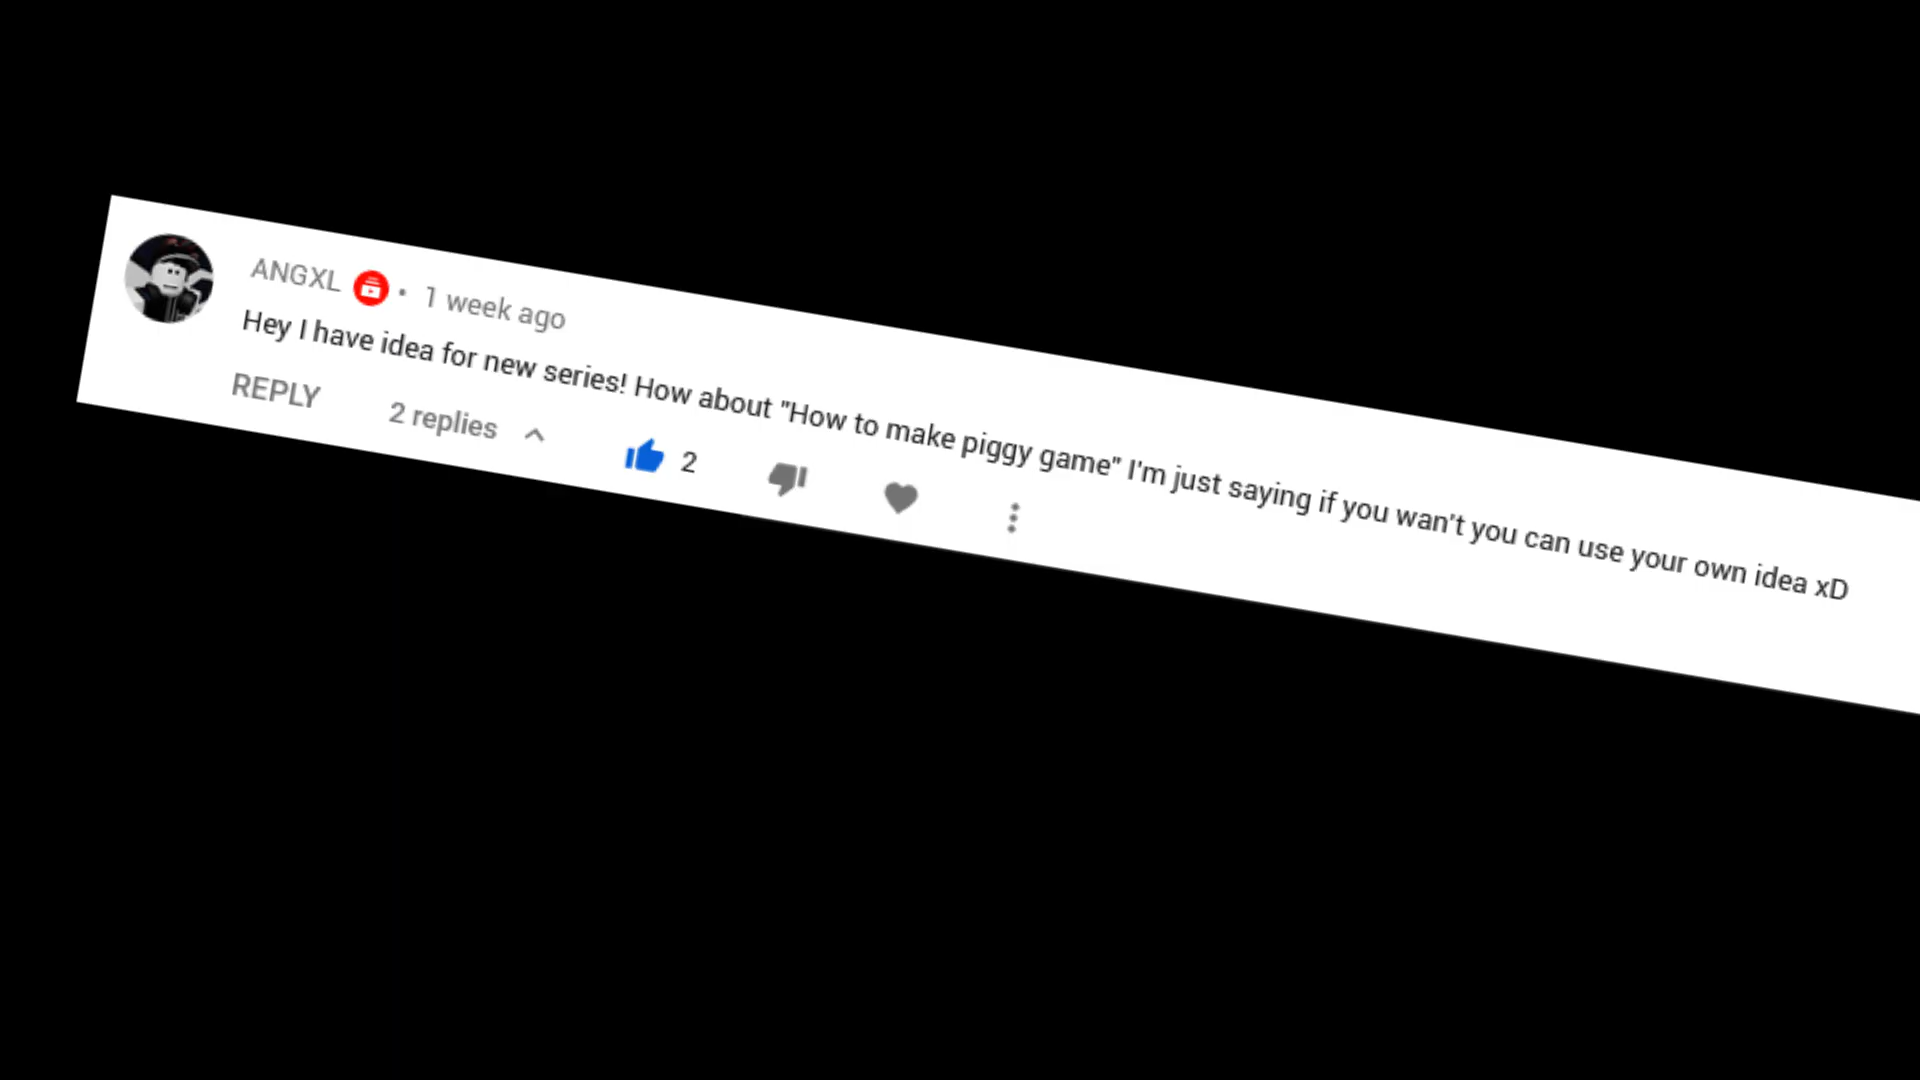 ANGXL • 1 week ago
Hey I have idea for new series! How about "How to make piggy game" I'm just saying if you wan't you can use your own idea xD
REPLY 2 replies 2